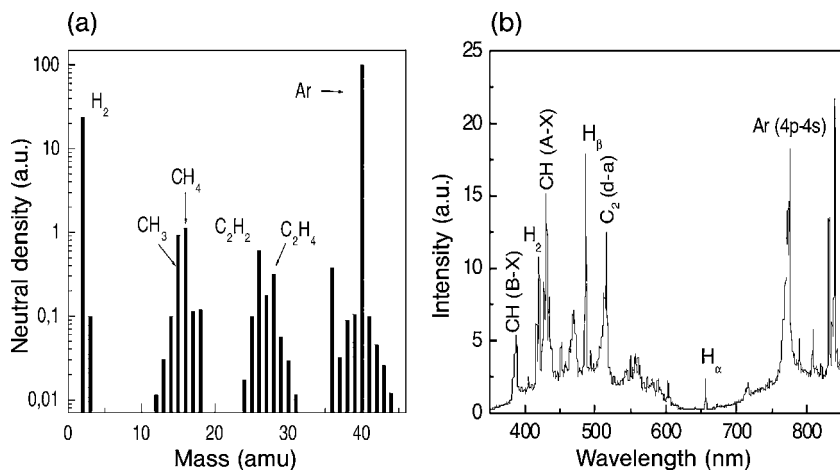 (a)
Neutral density (a.u.)
100
10
1
0,1
0,01
H2
CH3
CH4
C2H2
C2H4
Ar
0
10
20
30
40
Mass (amu)
(b)
Intensity (a.u.)
25
20
15
10
5
0
CH (B-X)
H2
CH (A-X)
Hβ
C2 (d-a)
Hα
Ar (4p-4s)
400
500
600
700
800
Wavelength (nm)